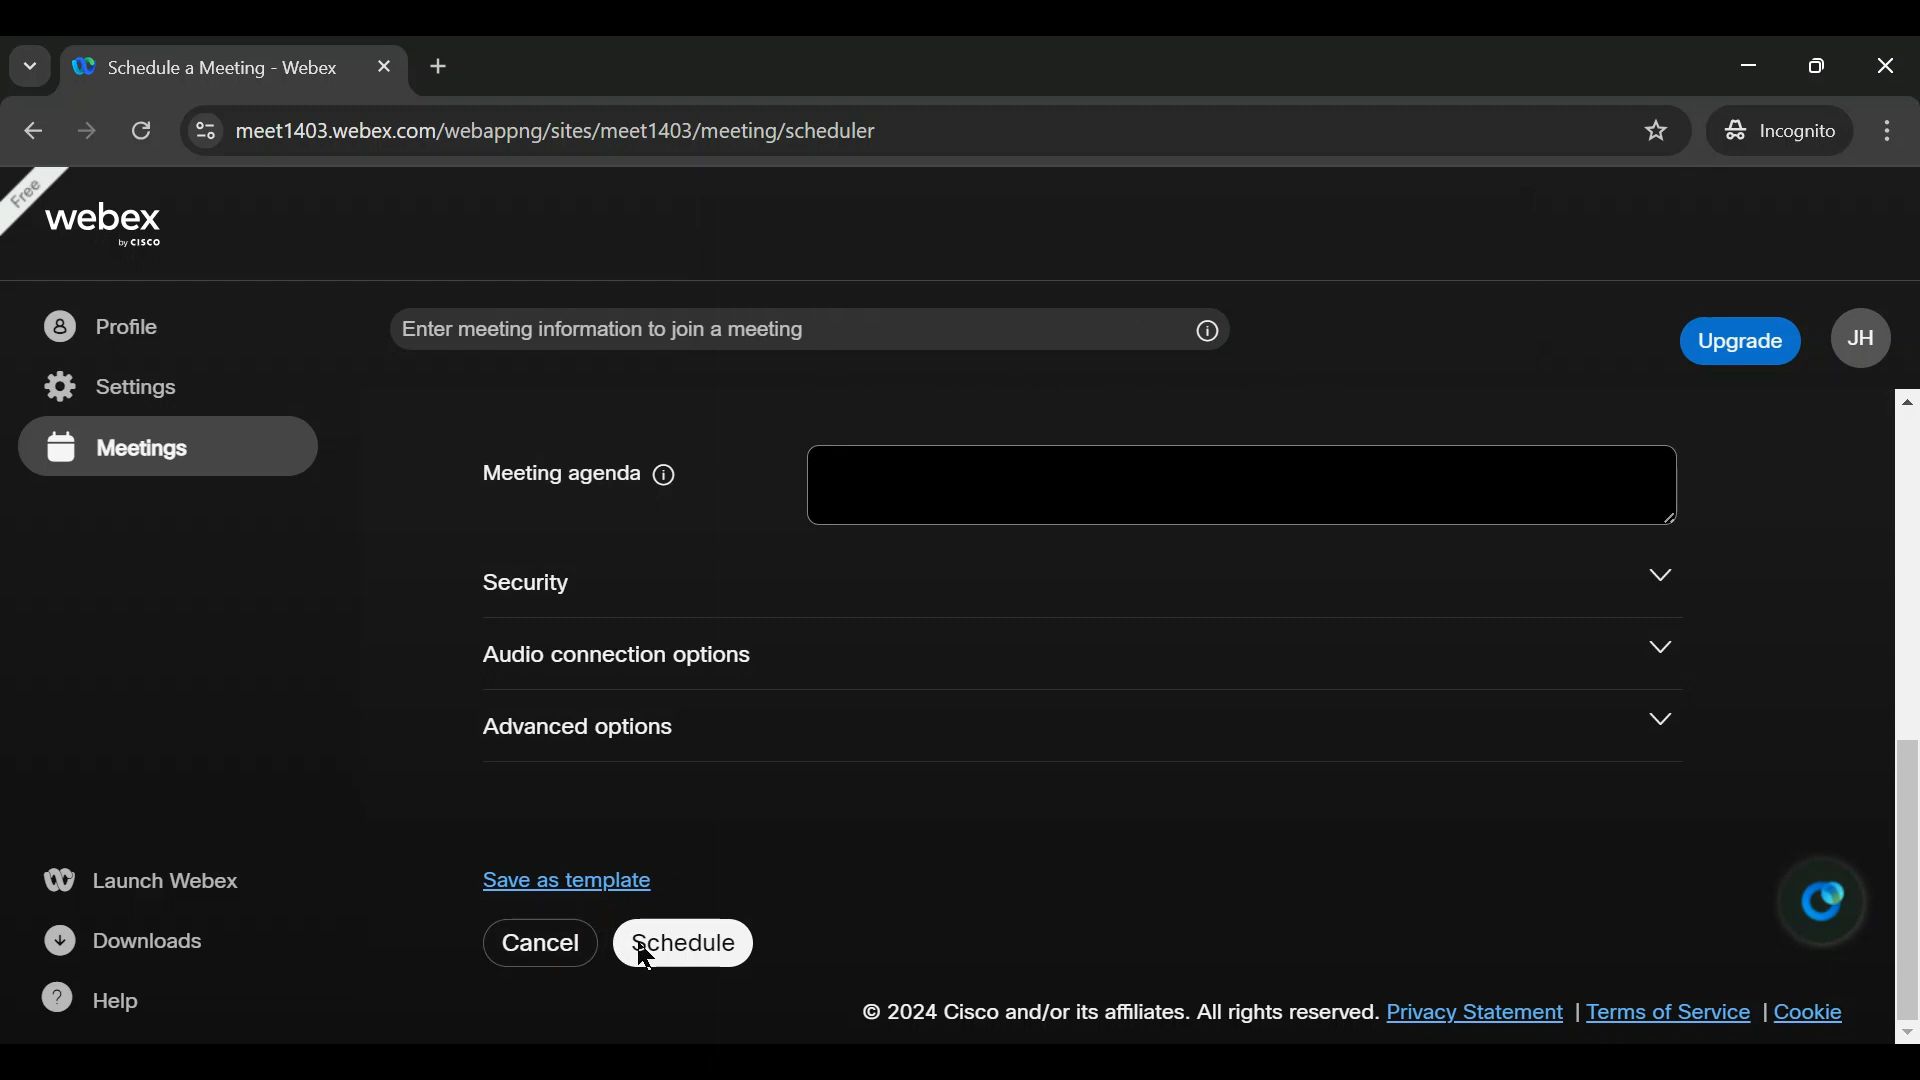 Schedule a Meeting - Webex
meet1403.webex.com/webappng/sites/meet1403/meeting/scheduler
Incognito
Free
webex
by CISCO
Profile
Enter meeting information to join a meeting
Upgrade
JH
Settings
Meetings
Meeting agenda
Security
Audio connection options
Advanced options
Launch Webex
Save as template
Downloads
Cancel
Schedule
Help
© 2024 Cisco and/or its affiliates. All rights reserved. Privacy Statement | Terms of Service | Cookie